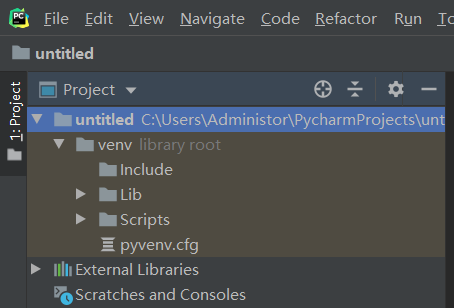 PC File Edit View Navigate Code Refactor Run To
untitled
1: Project
Project
untitled C:\Users\Administor\PycharmProjects\unt
venv library root
Include
Lib
Scripts
pyvenv.cfg
External Libraries
Scratches and Consoles